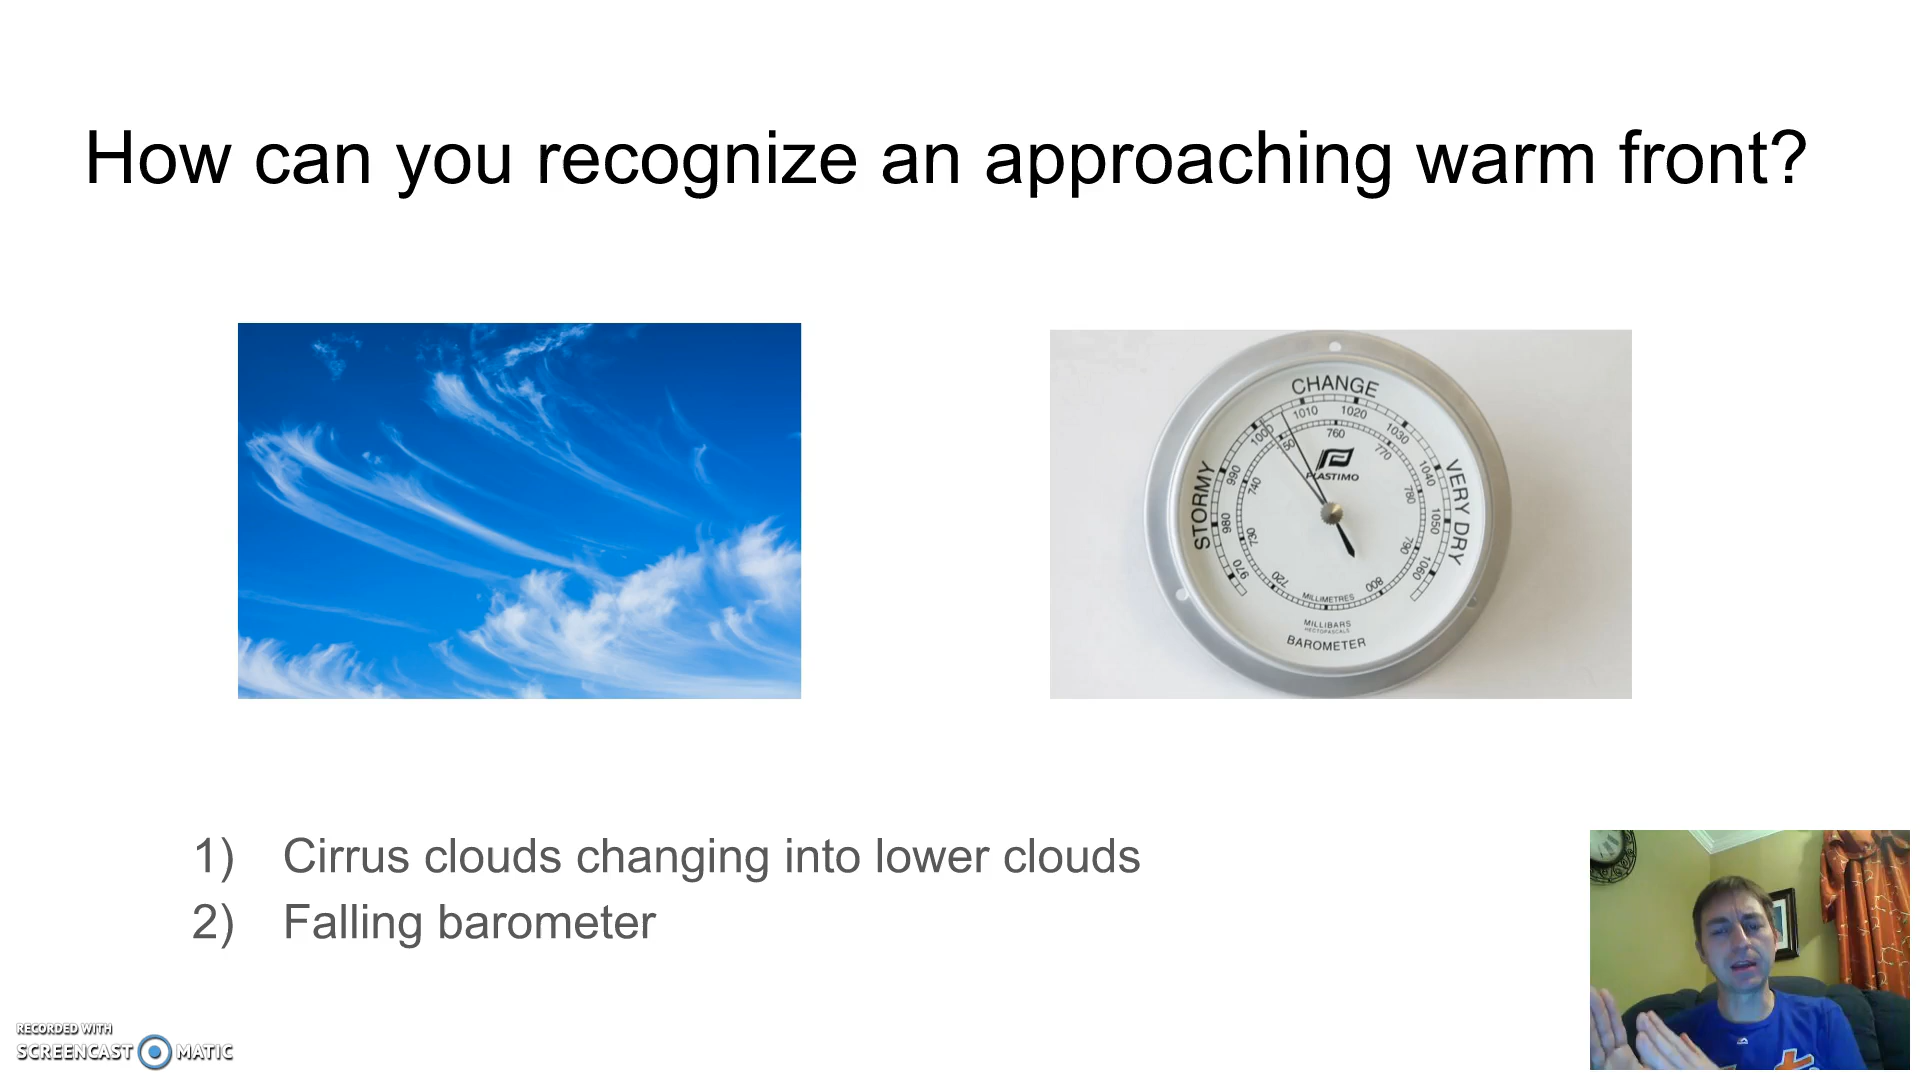 How can you recognize an approaching warm front?
CHANGE
STORMY
VERY DRY
970
980
990
1000
1010
1020
1030
1040
1050
1060
720
730
740
760
770
780
790
800
PLASTIMO
MILLIMETRES
MILLIBARS
HECTOPASCALS
BAROMETER
1) Cirrus clouds changing into lower clouds
2) Falling barometer
RECORDED WITH
SCREENCAST MATIC